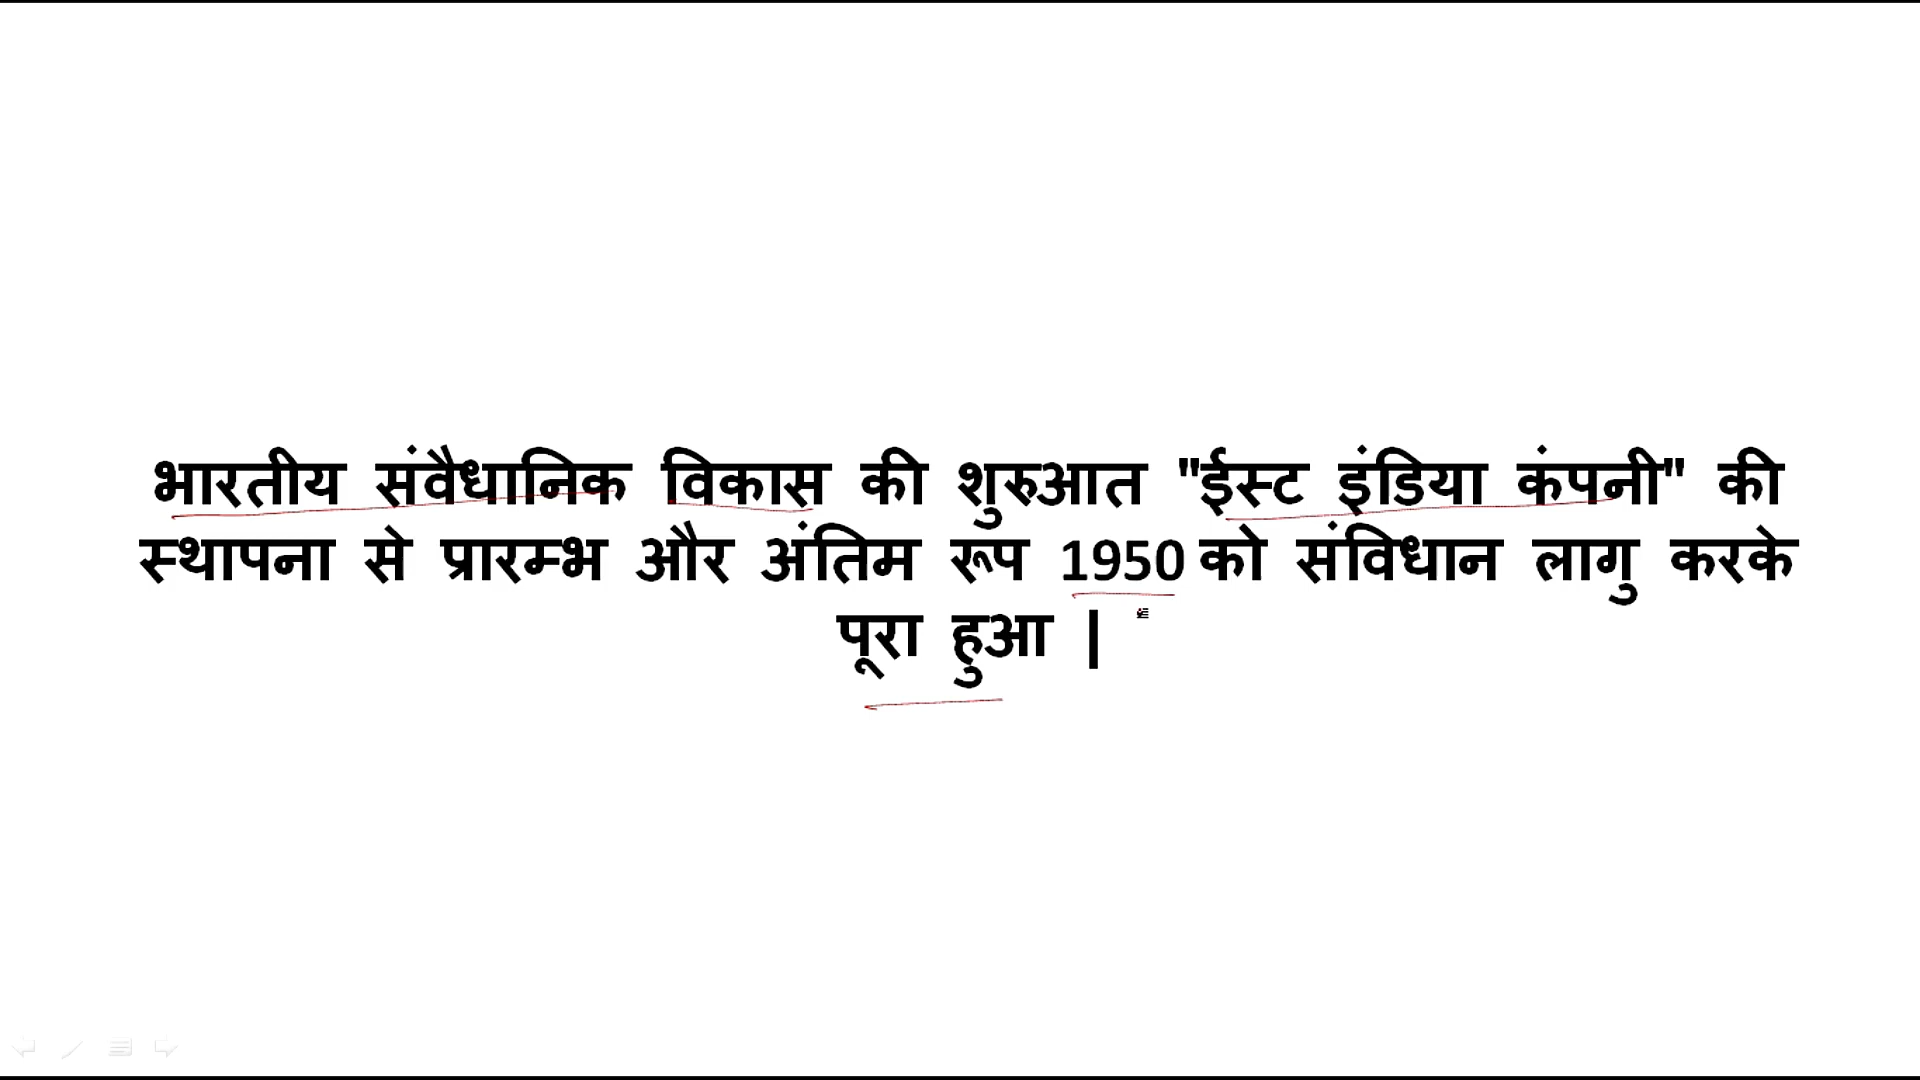 भारतीय संवैधानिक विकास की शुरुआत "ईस्ट इंडिया कंपनी" की
स्थापना से प्रारम्भ और अंतिम रूप 1950 को संविधान लागु करके
पूरा हुआ |